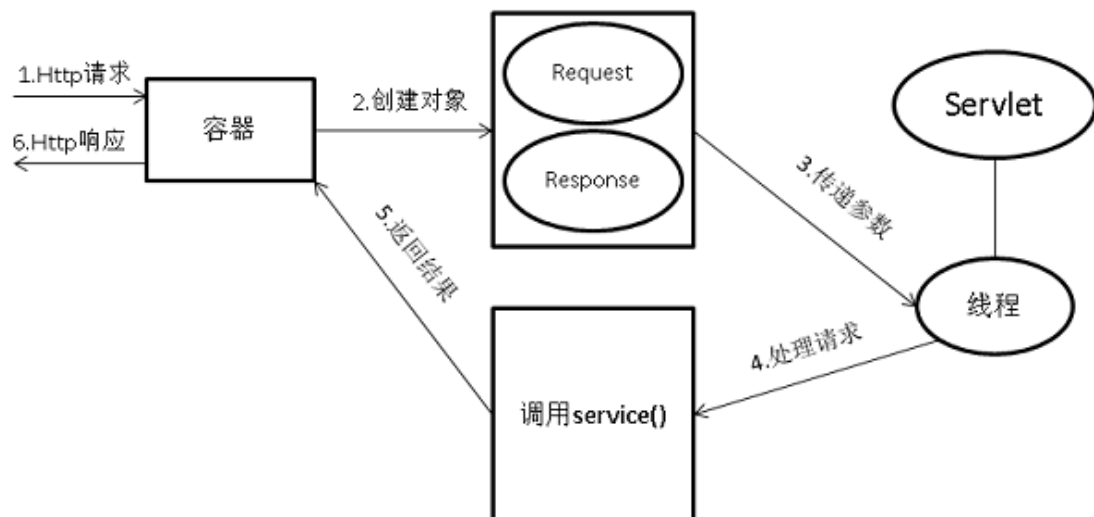 1.Http请求
6.Http响应
容器
2.创建对象
Request
Response
3.传递参数
Servlet
线程
4.处理请求
调用service()
5.返回结果